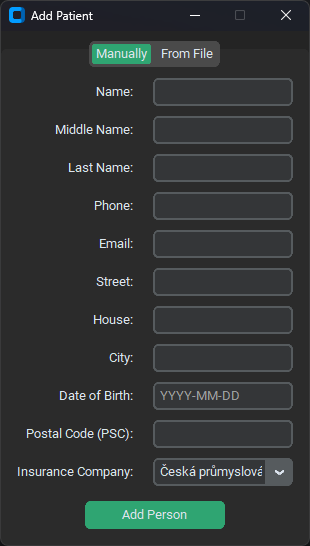 Add Patient
Manually From File
Name:
Middle Name:
Last Name:
Phone:
Email:
Street:
House:
City:
Date of Birth: YYYY-MM-DD
Postal Code (PSC):
Insurance Company: Česká průmyslová
Add Person